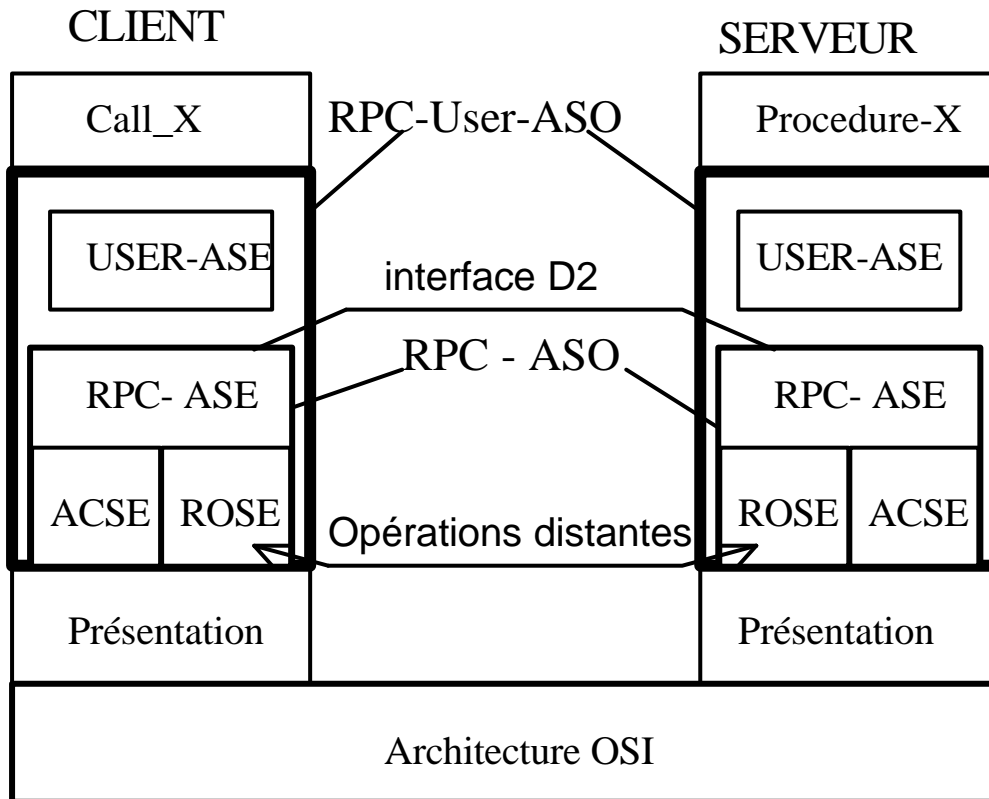 CLIENT
SERVEUR
Call_X
RPC-User-ASO
Procedure-X
USER-ASE
USER-ASE
interface D2
RPC - ASO
RPC- ASE
RPC- ASE
ACSE
ROSE
ROSE
ACSE
Opérations distantes
Présentation
Présentation
Architecture OSI